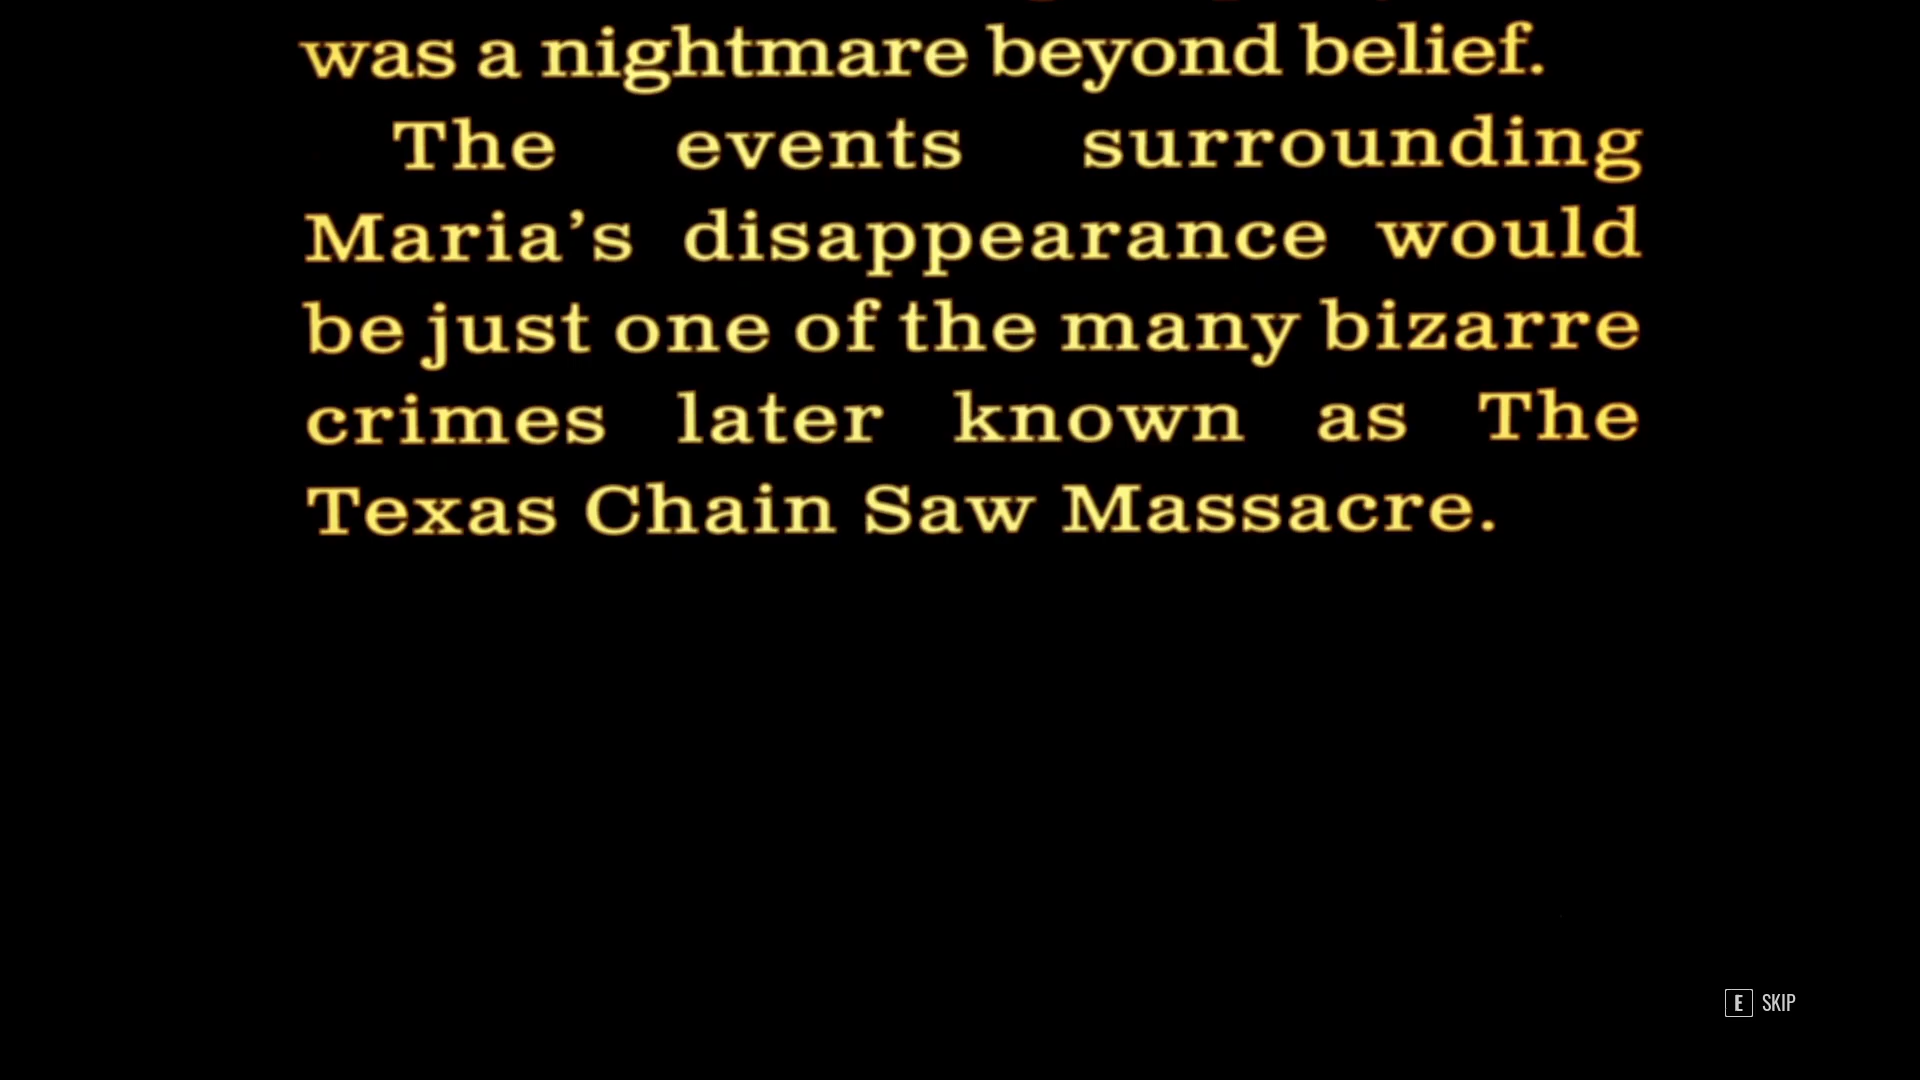 was a nightmare beyond belief.
The events surrounding
Maria’s disappearance would
be just one of the many bizarre
crimes later known as The
Texas Chain Saw Massacre.
E SKIP